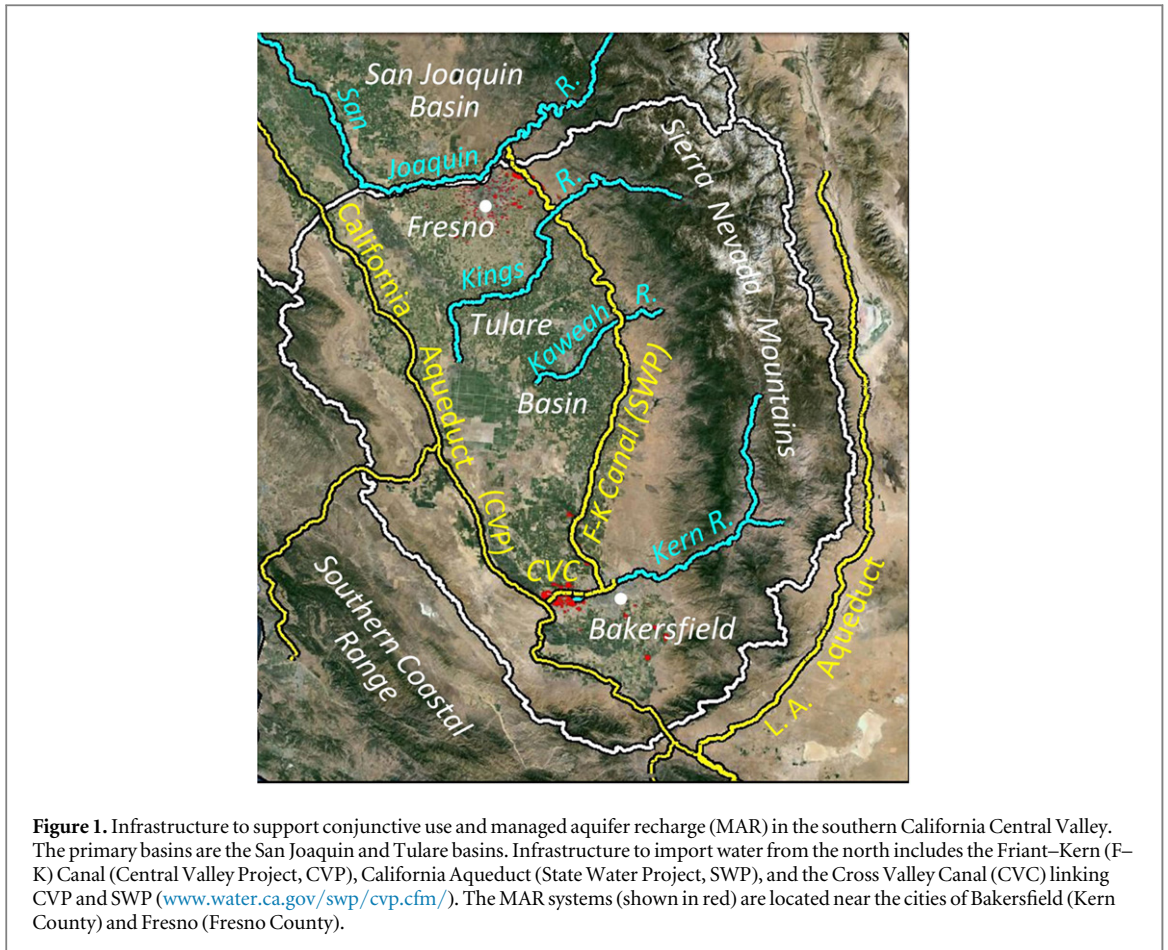 San Joaquin
Basin
San
Joaquin
R.
Sierra Nevada Mountains
R.
Fresno
California
Aqueduct
(CVP)
Kings
Tulare
Kaweah
R.
Basin
F-K Canal (SWP)
Kern R.
CVC
Bakersfield
Southern Coastal
Range
L. A.
Aqueduct
Figure 1. Infrastructure to support conjunctive use and managed aquifer recharge (MAR) in the southern California Central Valley.
The primary basins are the San Joaquin and Tulare basins. Infrastructure to import water from the north includes the Friant–Kern (F–
K) Canal (Central Valley Project, CVP), California Aqueduct (State Water Project, SWP), and the Cross Valley Canal (CVC) linking
CVP and SWP (www.water.ca.gov/swp/cvp.cfm/). The MAR systems (shown in red) are located near the cities of Bakersfield (Kern
County) and Fresno (Fresno County).